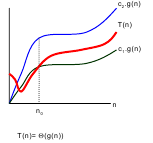 c₂.g(n)
T(n)
c₁.g(n)
n
n₀
T(n)= Θ(g(n))